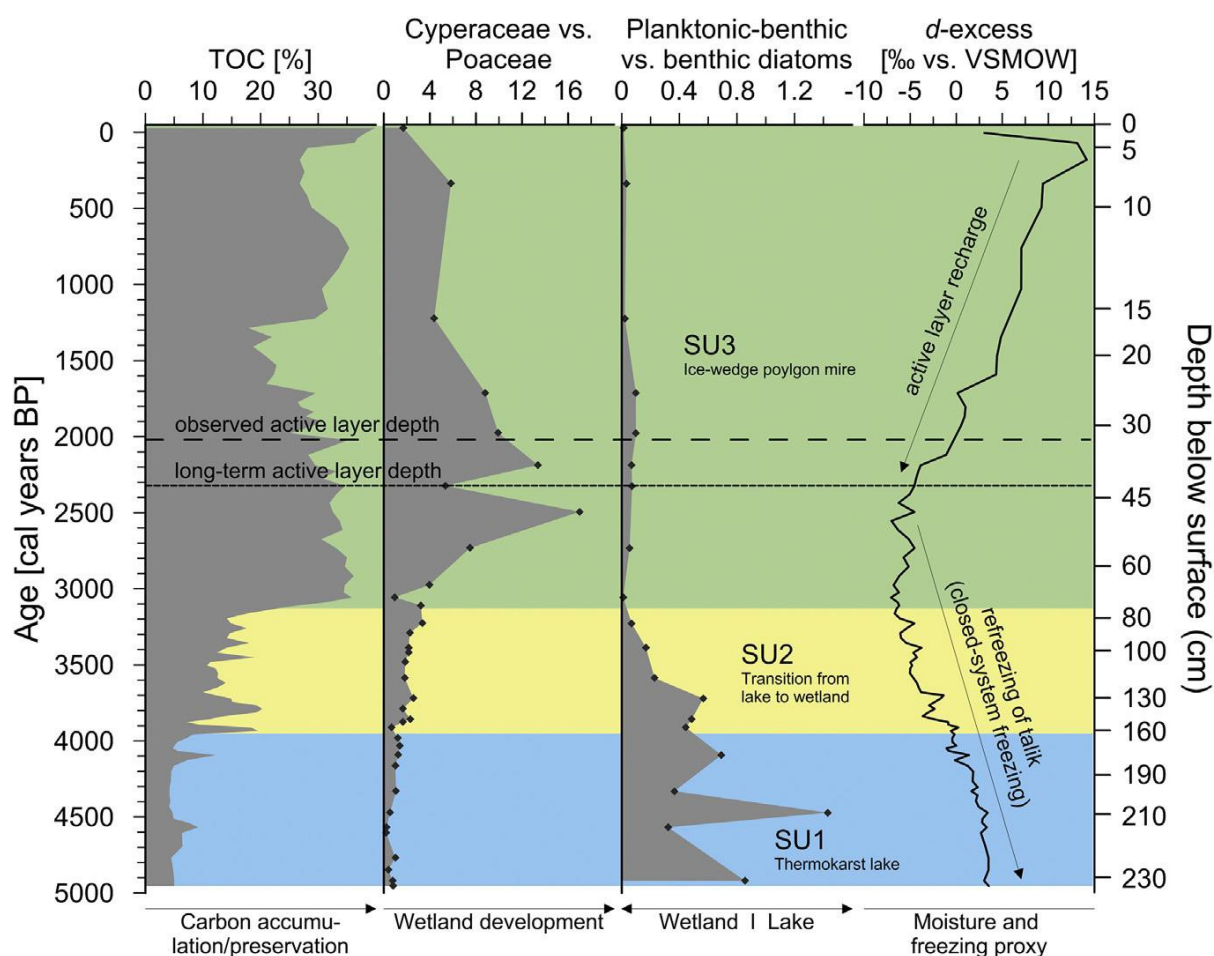 TOC [%]
Cyperaceae vs.
Poaceae
Planktonic-benthic
vs. benthic diatoms
d-excess
[‰ vs. VSMOW]
0 10 20 30
0 4 8 12 16
0 0.4 0.8 1.2
-10 -5 0 5 10 15
Age [cal years BP]
0
500
1000
1500
2000
2500
3000
3500
4000
4500
5000
observed active layer depth
long-term active layer depth
SU3
Ice-wedge poylgon mire
SU2
Transition from
lake to wetland
SU1
Thermokarst lake
active layer recharge
refreezing of talik
(closed-system freezing)
0
5
10
15
20
30
45
60
80
100
130
160
190
210
230
Depth below surface (cm)
Carbon accumu-
lation/preservation
Wetland development
Wetland I Lake
Moisture and
freezing proxy